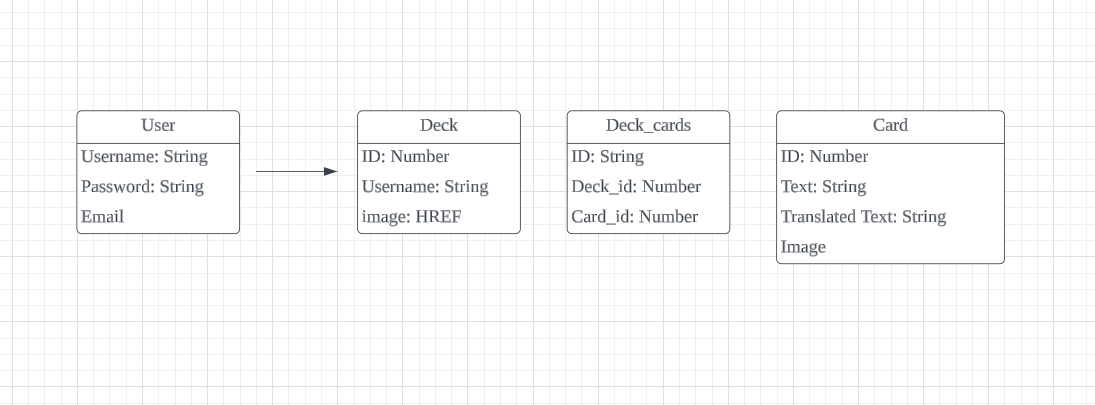 User
Username: String
Password: String
Email
Deck
ID: Number
Username: String
image: HREF
Deck_cards
ID: String
Deck_id: Number
Card_id: Number
Card
ID: Number
Text: String
Translated Text: String
Image